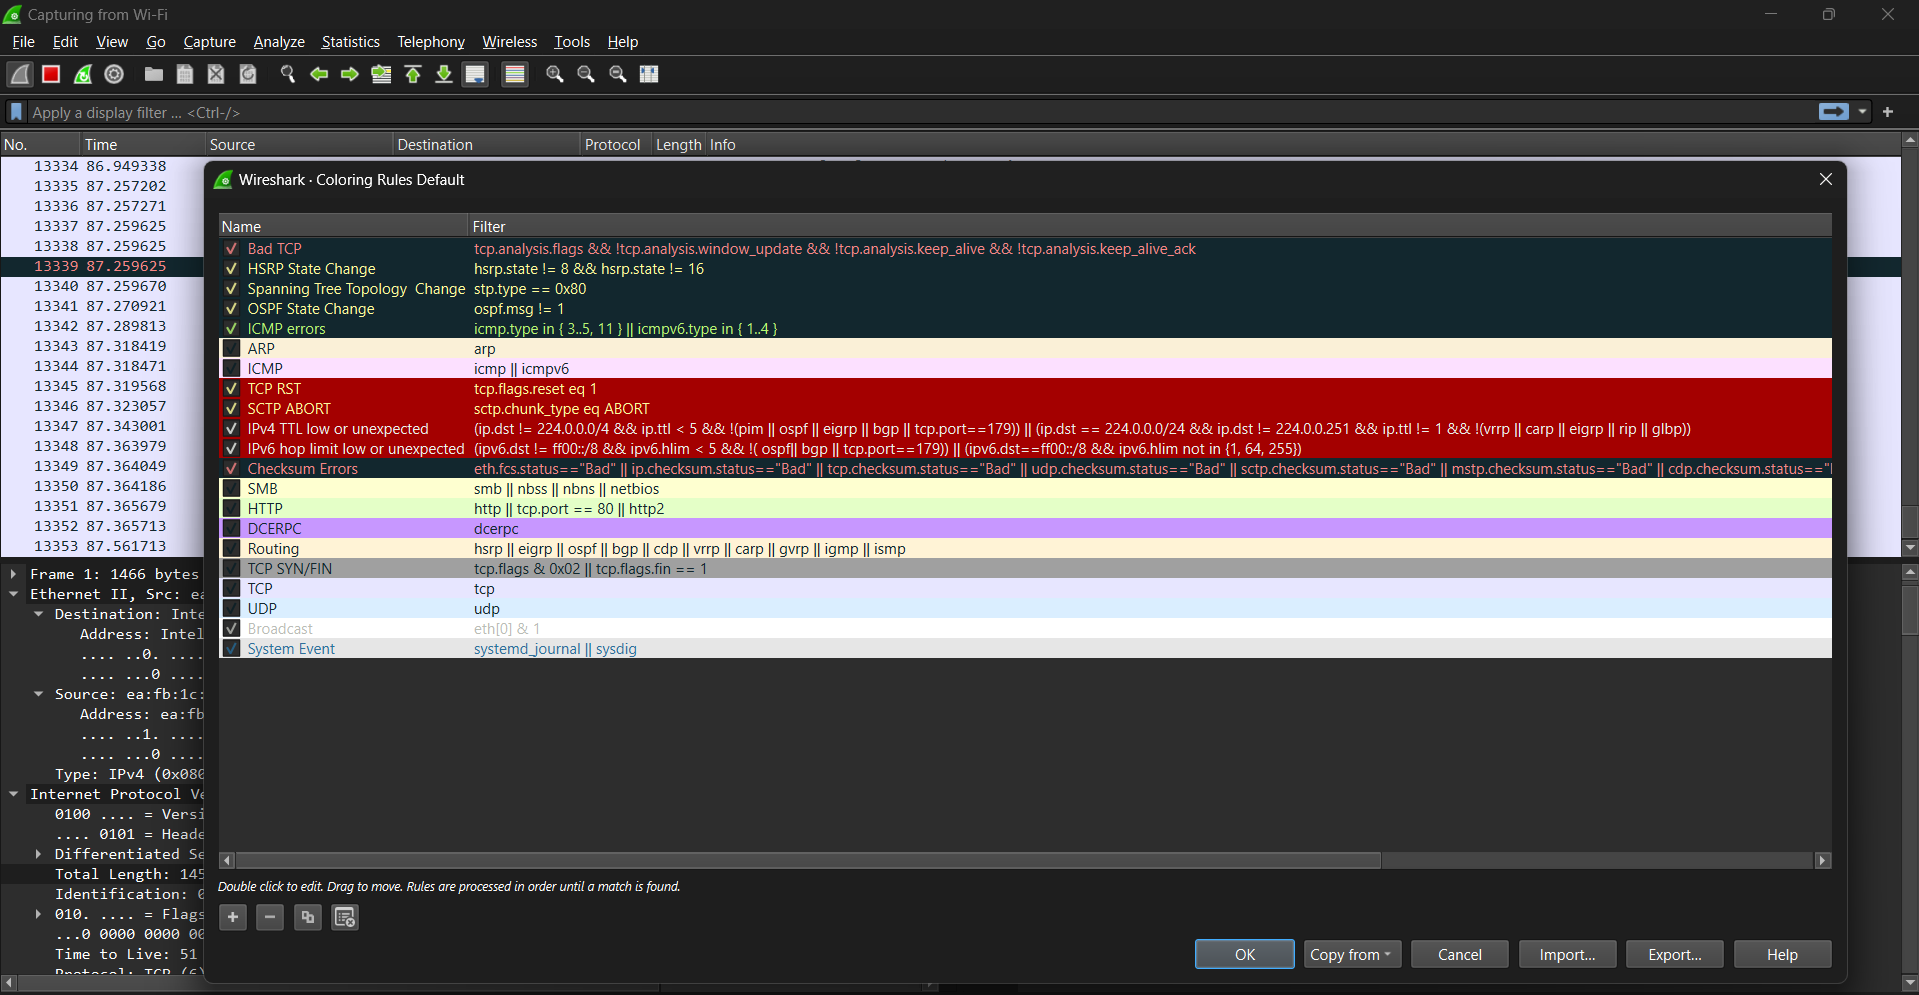 Capturing from Wi-Fi
File Edit View Go Capture Analyze Statistics Telephony Wireless Tools Help
Apply a display filter ... <Ctrl-/>
No. Time Source Destination Protocol Length Info
13334 86.949338
13335 87.257202
13336 87.257271
13337 87.259625
13338 87.259625
13339 87.259625
13340 87.259670
13341 87.270921
13342 87.289813
13343 87.318419
13344 87.318471
13345 87.319568
13346 87.323057
13347 87.343001
13348 87.363979
13349 87.364049
13350 87.364186
13351 87.365679
13352 87.365713
13353 87.561713
Frame 1: 1466 bytes
Ethernet II, Src: ea
Destination: Inte
Address: Intel
.... ..0. ....
.... ...0 ....
Source: ea:fb:1c:
Address: ea:fb
.... ..1. ....
.... ...0 ....
Type: IPv4 (0x080
Internet Protocol Ve
0100 .... = Versi
.... 0101 = Heade
Differentiated Se
Total Length: 145
Identification: 0
010. .... = Flags
...0 0000 0000 00
Time to Live: 51
Protocol: TCP (6)
Wireshark · Coloring Rules Default
Name Filter
Bad TCP tcp.analysis.flags && !tcp.analysis.window_update && !tcp.analysis.keep_alive && !tcp.analysis.keep_alive_ack
HSRP State Change hsrp.state != 8 && hsrp.state != 16
Spanning Tree Topology Change stp.type == 0x80
OSPF State Change ospf.msg != 1
ICMP errors icmp.type in { 3..5, 11 } || icmpv6.type in { 1..4 }
ARP arp
ICMP icmp || icmpv6
TCP RST tcp.flags.reset eq 1
SCTP ABORT sctp.chunk_type eq ABORT
IPv4 TTL low or unexpected (ip.dst != 224.0.0.0/4 && ip.ttl < 5 && !(pim || ospf || eigrp || bgp || tcp.port==179)) || (ip.dst == 224.0.0.0/24 && ip.dst != 224.0.0.251 && ip.ttl != 1 && !(vrrp || carp || eigrp || rip || glbp))
IPv6 hop limit low or unexpected (ipv6.dst != ff00::/8 && ipv6.hlim < 5 && !( ospf|| bgp || tcp.port==179)) || (ipv6.dst==ff00::/8 && ipv6.hlim not in {1, 64, 255})
Checksum Errors eth.fcs.status=="Bad" || ip.checksum.status=="Bad" || tcp.checksum.status=="Bad" || udp.checksum.status=="Bad" || sctp.checksum.status=="Bad" || mstp.checksum.status=="Bad" || cdp.checksum.status=="
SMB smb || nbss || nbns || netbios
HTTP http || tcp.port == 80 || http2
DCERPC dcerpc
Routing hsrp || eigrp || ospf || bgp || cdp || vrrp || carp || gvrp || igmp || ismp
TCP SYN/FIN tcp.flags & 0x02 || tcp.flags.fin == 1
TCP tcp
UDP udp
Broadcast eth[0] & 1
System Event systemd_journal || sysdig
Double click to edit. Drag to move. Rules are processed in order until a match is found.
OK Copy from Cancel Import... Export... Help